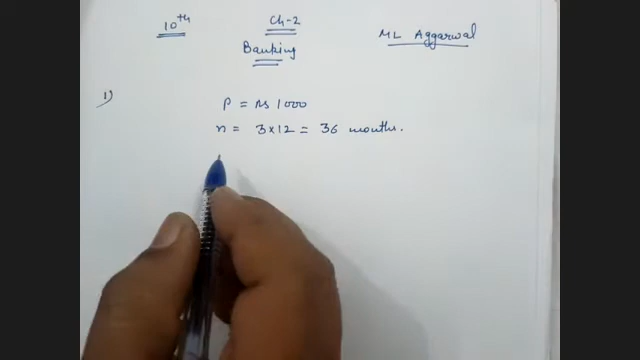 10th Ch-2 ML Aggarwal
Banking
1) P = Rs 1000
n = 3×12 = 36 months.